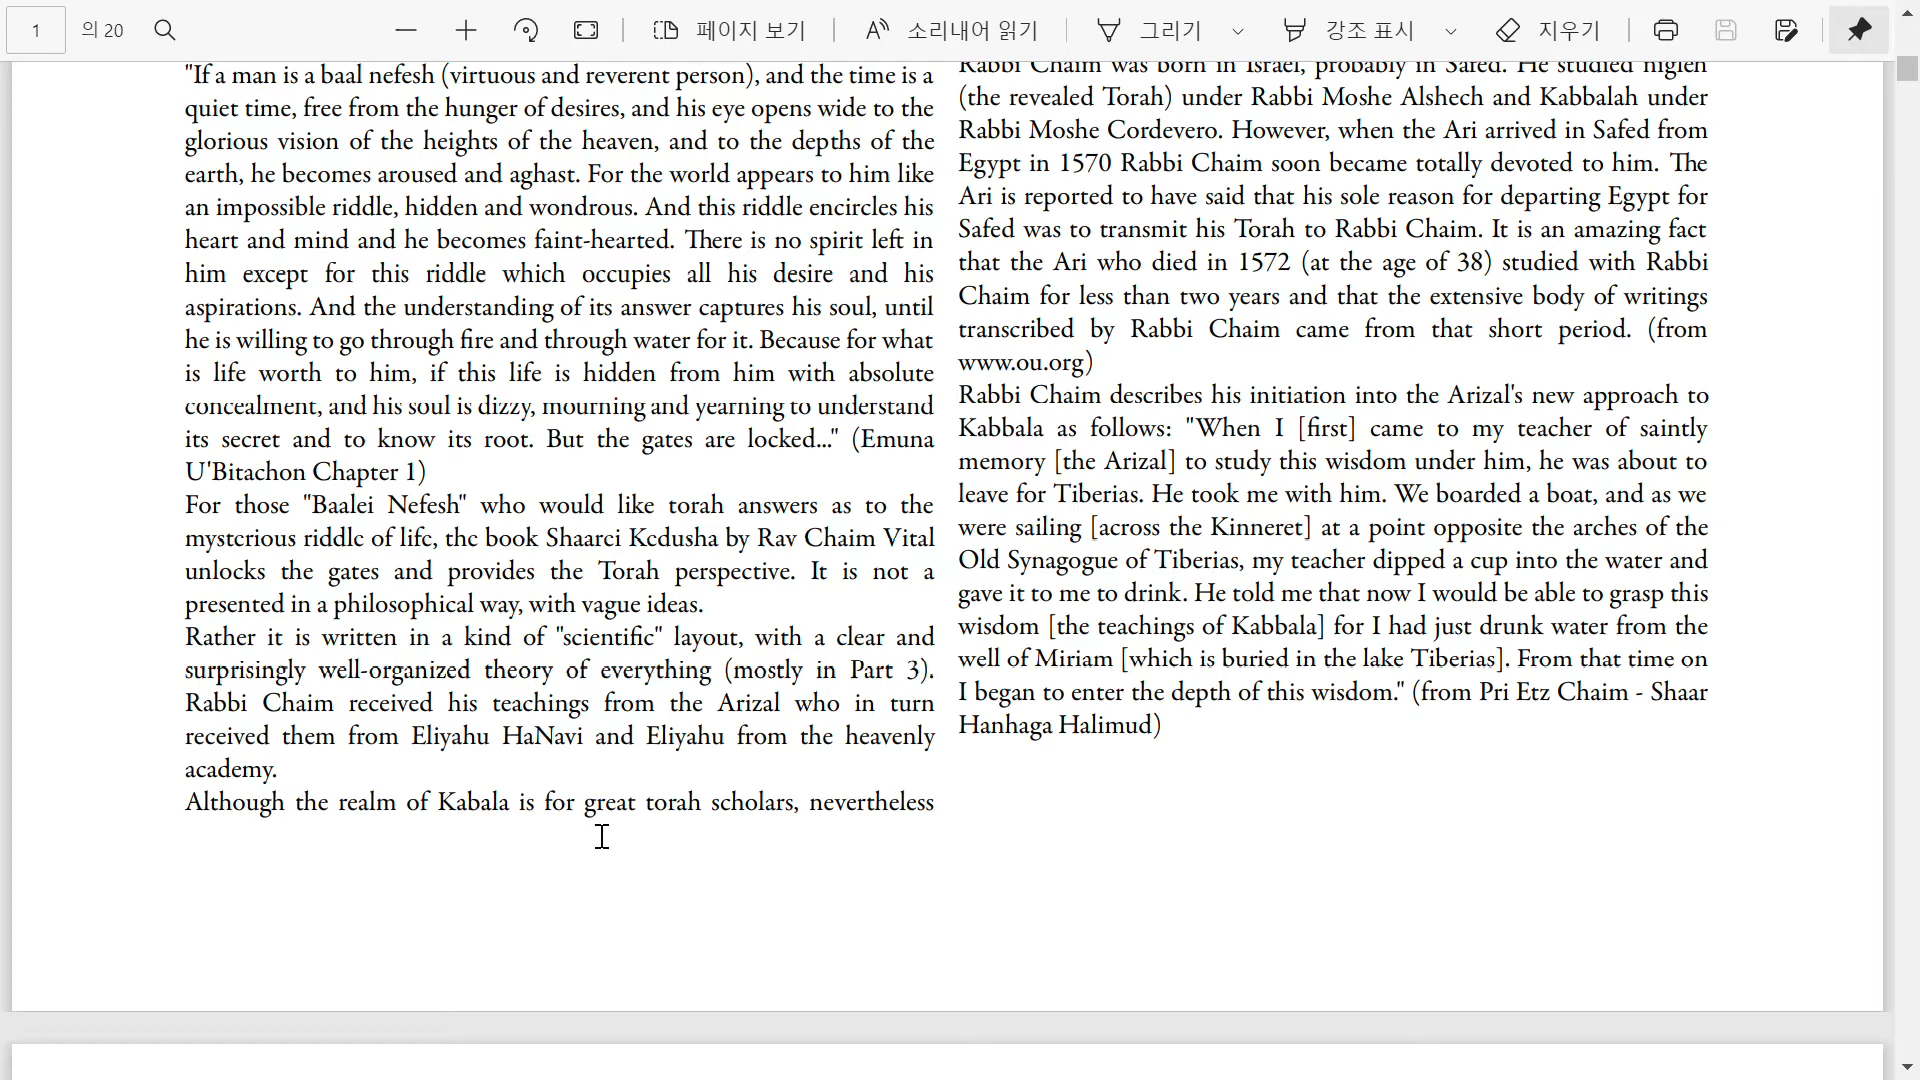 1
의 20
페이지 보기
소리내어 읽기
그리기
강조 표시
지우기
"If a man is a baal nefesh (virtuous and reverent person), and the time is a
quiet time, free from the hunger of desires, and his eye opens wide to the
glorious vision of the heights of the heaven, and to the depths of the
earth, he becomes aroused and aghast. For the world appears to him like
an impossible riddle, hidden and wondrous. And this riddle encircles his
heart and mind and he becomes faint-hearted. There is no spirit left in
him except for this riddle which occupies all his desire and his
aspirations. And the understanding of its answer captures his soul, until
he is willing to go through fire and through water for it. Because for what
is life worth to him, if this life is hidden from him with absolute
concealment, and his soul is dizzy, mourning and yearning to understand
its secret and to know its root. But the gates are locked..." (Emuna
U'Bitachon Chapter 1)
For those "Baalei Nefesh" who would like torah answers as to the
mysterious riddle of life, the book Shaarei Kedusha by Rav Chaim Vital
unlocks the gates and provides the Torah perspective. It is not a
presented in a philosophical way, with vague ideas.
Rather it is written in a kind of "scientific" layout, with a clear and
surprisingly well-organized theory of everything (mostly in Part 3).
Rabbi Chaim received his teachings from the Arizal who in turn
received them from Eliyahu HaNavi and Eliyahu from the heavenly
academy.
Although the realm of Kabala is for great torah scholars, nevertheless
Rabbi Chaim was born in Israel, probably in Safed. He studied nigleh
(the revealed Torah) under Rabbi Moshe Alshech and Kabbalah under
Rabbi Moshe Cordevero. However, when the Ari arrived in Safed from
Egypt in 1570 Rabbi Chaim soon became totally devoted to him. The
Ari is reported to have said that his sole reason for departing Egypt for
Safed was to transmit his Torah to Rabbi Chaim. It is an amazing fact
that the Ari who died in 1572 (at the age of 38) studied with Rabbi
Chaim for less than two years and that the extensive body of writings
transcribed by Rabbi Chaim came from that short period. (from
www.ou.org)
Rabbi Chaim describes his initiation into the Arizal's new approach to
Kabbala as follows: "When I [first] came to my teacher of saintly
memory [the Arizal] to study this wisdom under him, he was about to
leave for Tiberias. He took me with him. We boarded a boat, and as we
were sailing [across the Kinneret] at a point opposite the arches of the
Old Synagogue of Tiberias, my teacher dipped a cup into the water and
gave it to me to drink. He told me that now I would be able to grasp this
wisdom [the teachings of Kabbala] for I had just drunk water from the
well of Miriam [which is buried in the lake Tiberias]. From that time on
I began to enter the depth of this wisdom." (from Pri Etz Chaim - Shaar
Hanhaga Halimud)